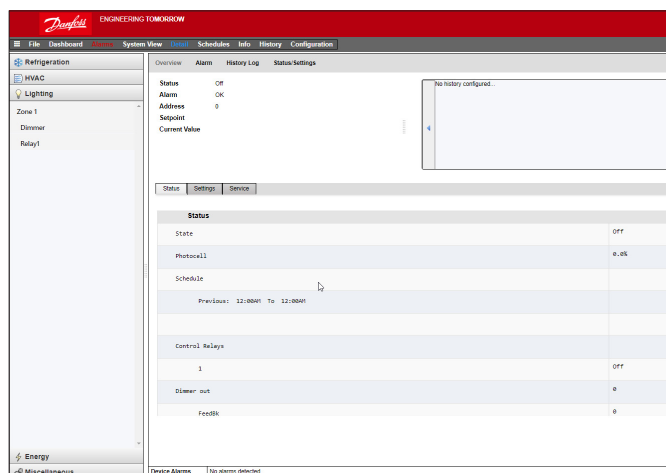 Danfoss
ENGINEERING TOMORROW
File Dashboard Alarms System View Detail Schedules Info History Configuration
Refrigeration
HVAC
Lighting
Zone 1
Dimmer
Relay1
Energy
Miscellaneous
Overview Alarm History Log Status/Settings
Status Off
Alarm OK
Address 0
Setpoint
Current Value
No history configured...
Status Settings Service
Status
State Off
Photocell 0.0%
Schedule
Previous: 12:00AM To 12:00AM
Control Relays
1 Off
Dimmer out 0
FeedBk 0
Device Alarms No alarms detected